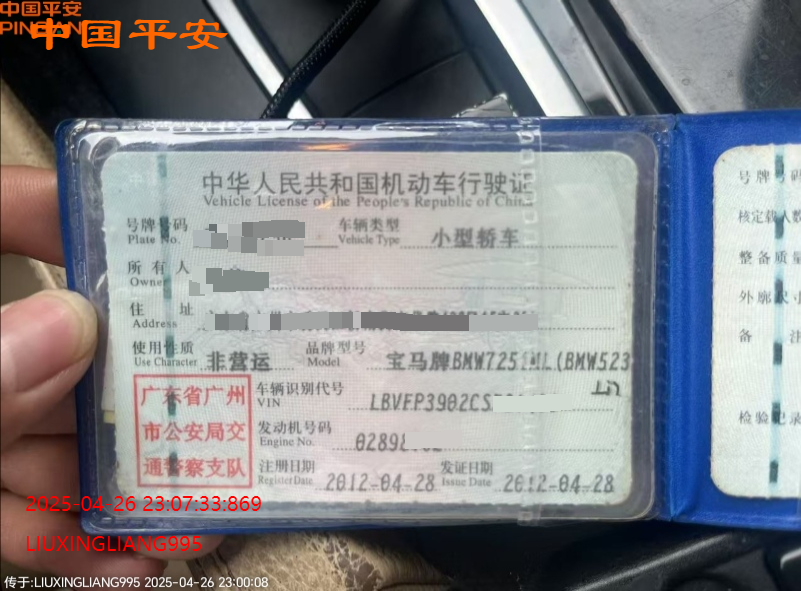 中国平安
PINGAN
中国平安
中华人民共和国机动车行驶证
Vehicle License of the People's Republic of China
号牌号码
Plate No.
车辆类型
Vehicle Type
小型轿车
所有人
Owner
住址
Address
使用性质
Use Character
非营运
品牌型号
Model
宝马牌BMW7251ML(BMW523
Li)
广东省广州
市公安局交
通警察支队
车辆识别代号
VIN
LBVFP3902CS
发动机号码
Engine No.
02898
注册日期
Register Date
2012-04-28
发证日期
Issue Date
2012-04-28
号牌号码
核定载人数
整备质量
外廓尺寸
备注
检验记录
2025-04-26 23:07:33:869
LIUXINGLIANG995
传于:LIUXINGLIANG995 2025-04-26 23:00:08